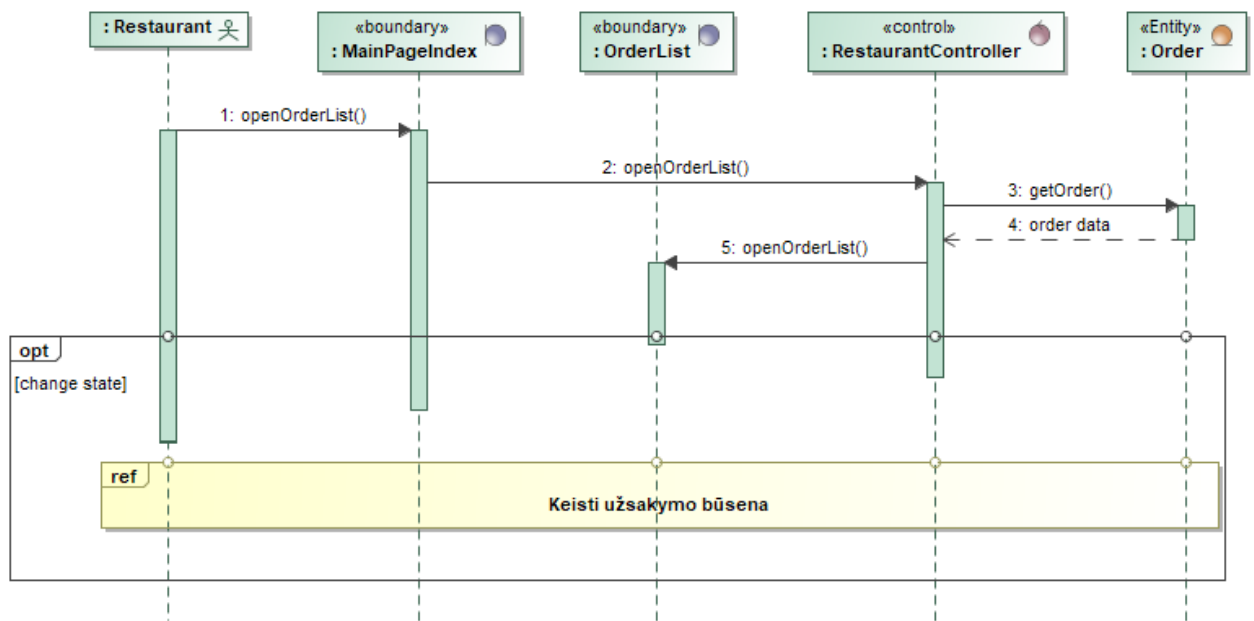 : Restaurant
«boundary»
: MainPageIndex
«boundary»
: OrderList
«control»
: RestaurantController
«Entity»
: Order
1: openOrderList()
2: openOrderList()
3: getOrder()
4: order data
5: openOrderList()
opt
[change state]
ref
Keisti užsakymo būsena